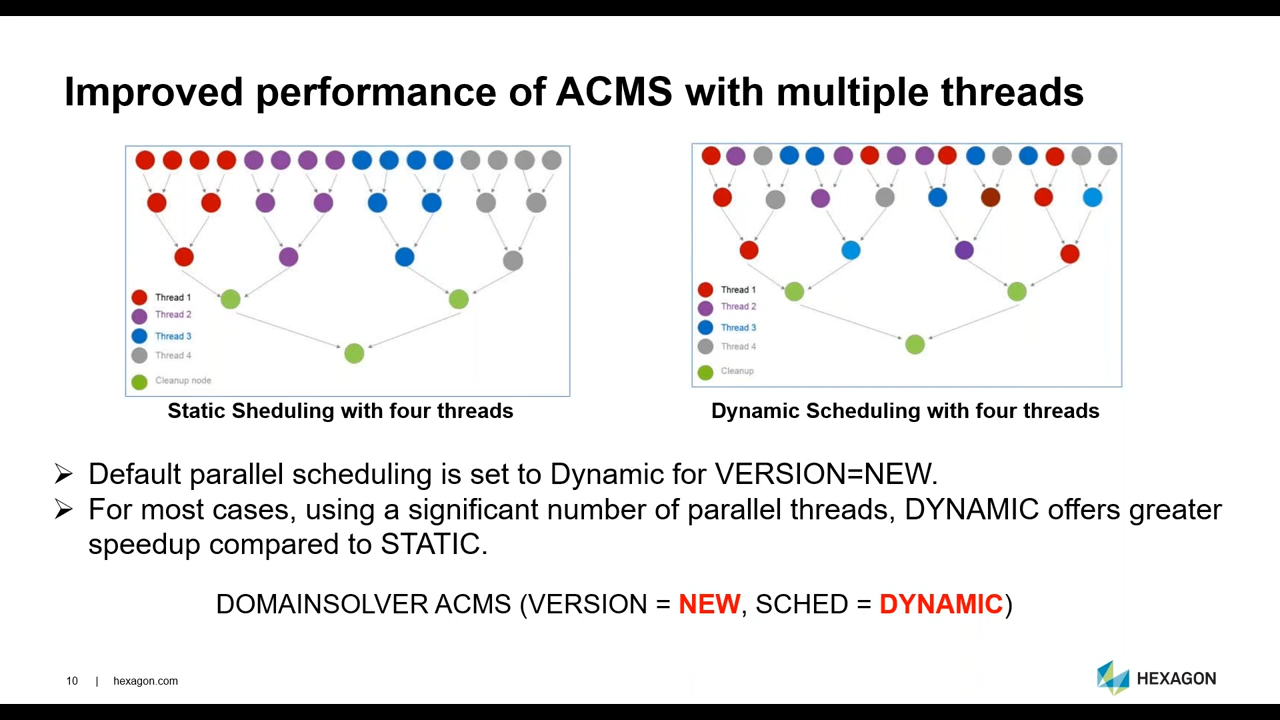 Improved performance of ACMS with multiple threads
Thread 1
Thread 2
Thread 3
Thread 4
Cleanup node
Static Sheduling with four threads
Thread 1
Thread 2
Thread 3
Thread 4
Cleanup
Dynamic Scheduling with four threads
➢ Default parallel scheduling is set to Dynamic for VERSION=NEW.
➢ For most cases, using a significant number of parallel threads, DYNAMIC offers greater
speedup compared to STATIC.
DOMAINSOLVER ACMS (VERSION = NEW, SCHED = DYNAMIC)
10 | hexagon.com
HEXAGON